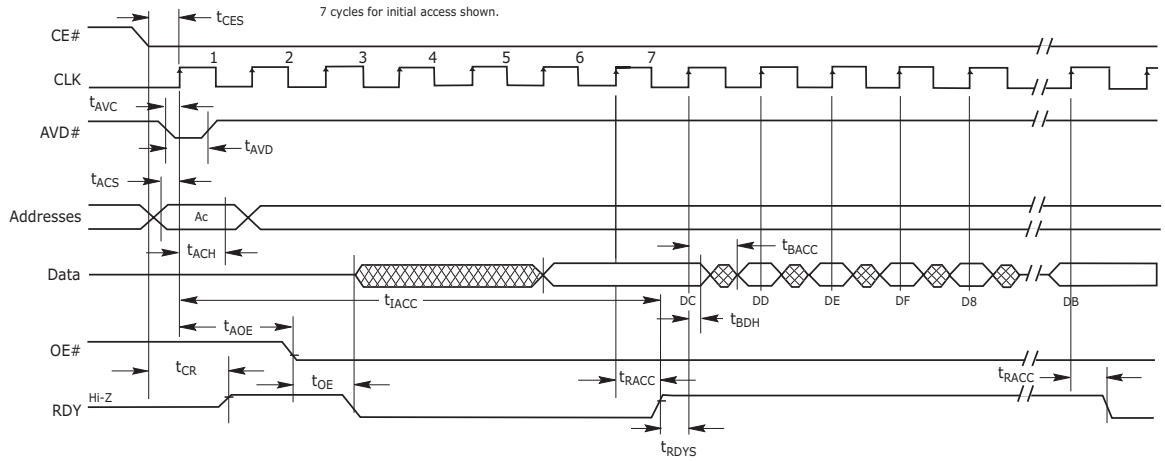 7 cycles for initial access shown.
tCES
CE#
1 2 3 4 5 6 7
CLK
tAVC
AVD#
tAVD
tACS
Addresses
Ac
tACH
tBACC
Data
tIACC
DC DD DE DF D8 DB
tBDH
tAOE
OE#
tCR
tOE
tRACC
tRACC
Hi-Z
RDY
tRDYS